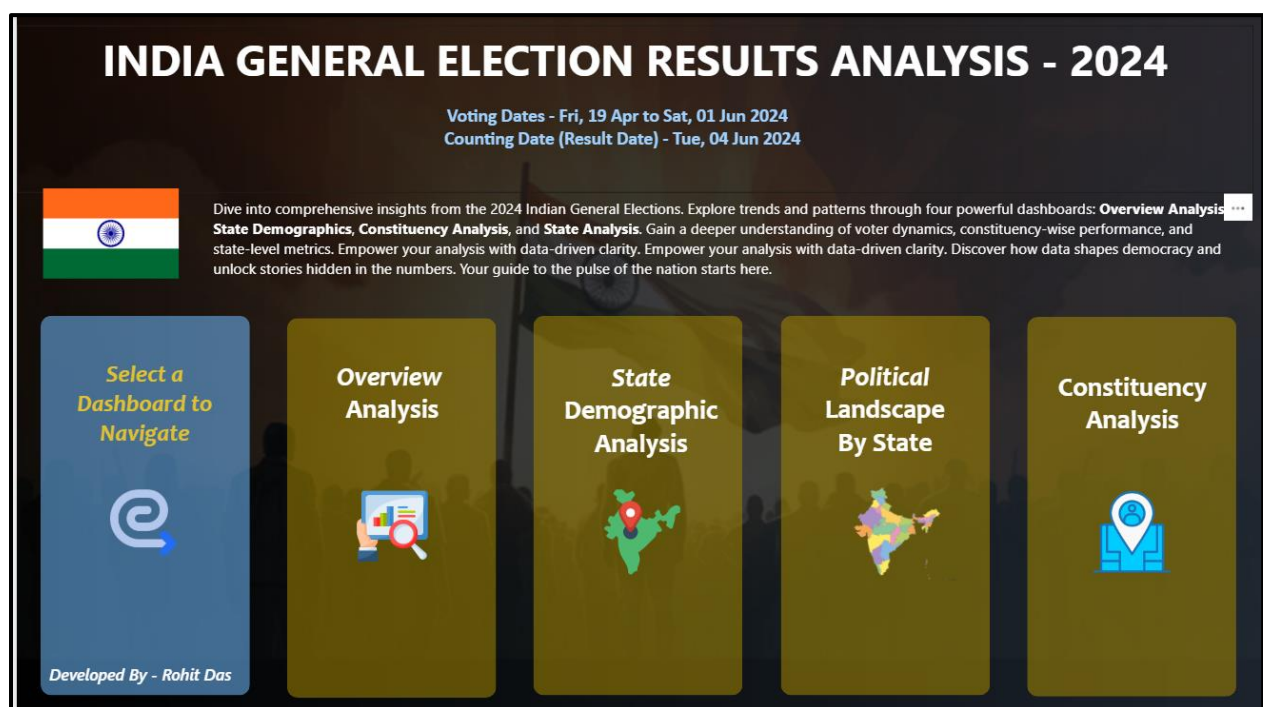 INDIA GENERAL ELECTION RESULTS ANALYSIS - 2024
Voting Dates - Fri, 19 Apr to Sat, 01 Jun 2024
Counting Date (Result Date) - Tue, 04 Jun 2024
Dive into comprehensive insights from the 2024 Indian General Elections. Explore trends and patterns through four powerful dashboards: Overview Analysis
State Demographics, Constituency Analysis, and State Analysis. Gain a deeper understanding of voter dynamics, constituency-wise performance, and
state-level metrics. Empower your analysis with data-driven clarity. Empower your analysis with data-driven clarity. Discover how data shapes democracy and
unlock stories hidden in the numbers. Your guide to the pulse of the nation starts here.
Select a
Dashboard to
Navigate
Developed By - Rohit Das
Overview
Analysis
State
Demographic
Analysis
Political
Landscape
By State
Constituency
Analysis